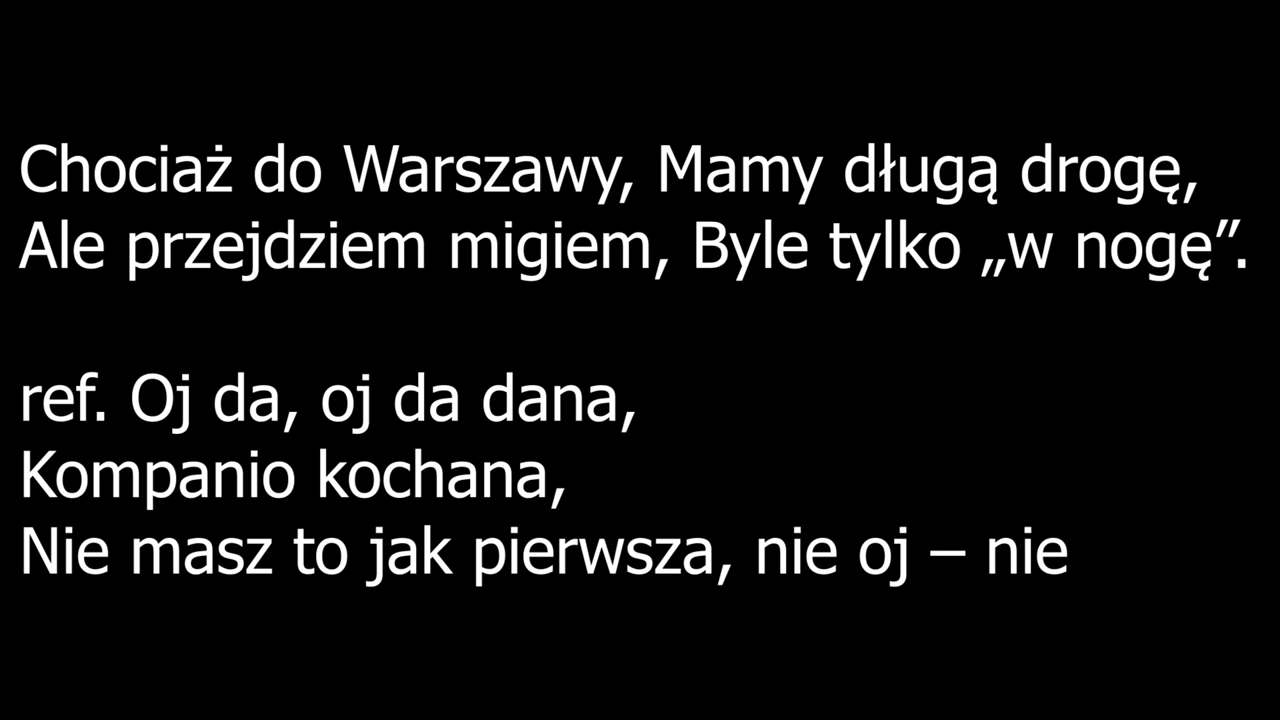 Chociaż do Warszawy, Mamy długą drogę,
Ale przejdziem migiem, Byle tylko „w nogę”.
ref. Oj da, oj da dana,
Kompanio kochana,
Nie masz to jak pierwsza, nie oj – nie